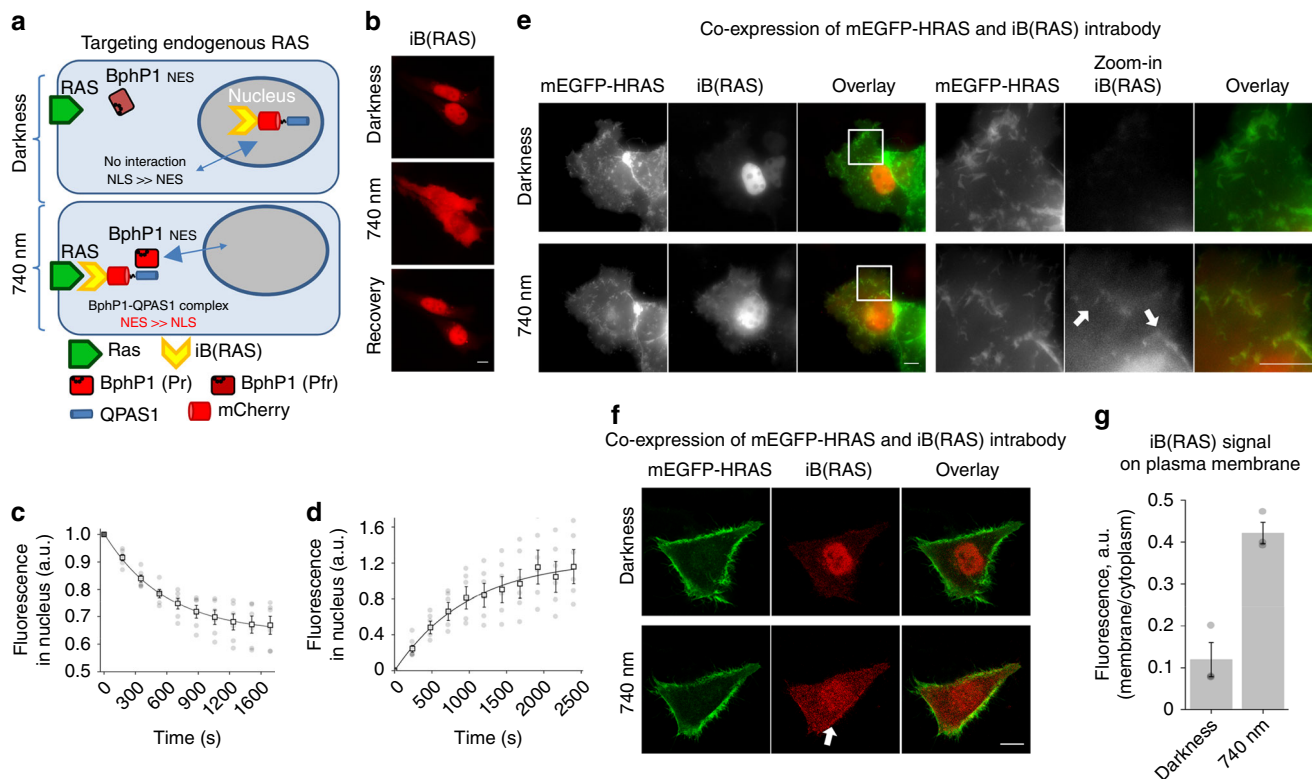 a
Targeting endogenous RAS
Darkness
RAS
BphP1 NES
Nucleus
No interaction
NLS >> NES
740 nm
RAS
BphP1 NES
BphP1-QPAS1 complex
NES >> NLS
Ras
iB(RAS)
BphP1 (Pr)
BphP1 (Pfr)
QPAS1
mCherry
b
iB(RAS)
Darkness
740 nm
Recovery
e
Co-expression of mEGFP-HRAS and iB(RAS) intrabody
mEGFP-HRAS
iB(RAS)
Overlay
Zoom-in
mEGFP-HRAS
iB(RAS)
Overlay
Darkness
740 nm
c
Fluorescence
in nucleus (a.u.)
1.0
0.9
0.8
0.7
0.6
0.5
0
300
600
900
1200
1600
Time (s)
d
Fluorescence
in nucleus (a.u.)
1.6
1.2
0.8
0.4
0
0
500
1000
1500
2000
2500
Time (s)
f
Co-expression of mEGFP-HRAS and iB(RAS) intrabody
mEGFP-HRAS
iB(RAS)
Overlay
Darkness
740 nm
g
iB(RAS) signal
on plasma membrane
Fluorescence, a.u.
(membrane/cytoplasm)
0.5
0.4
0.3
0.2
0.1
0
Darkness
740 nm